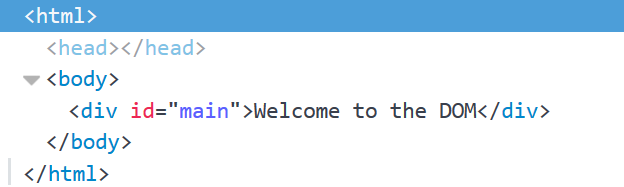 <html>
<head></head>
<body>
<div id="main">Welcome to the DOM</div>
</body>
</html>